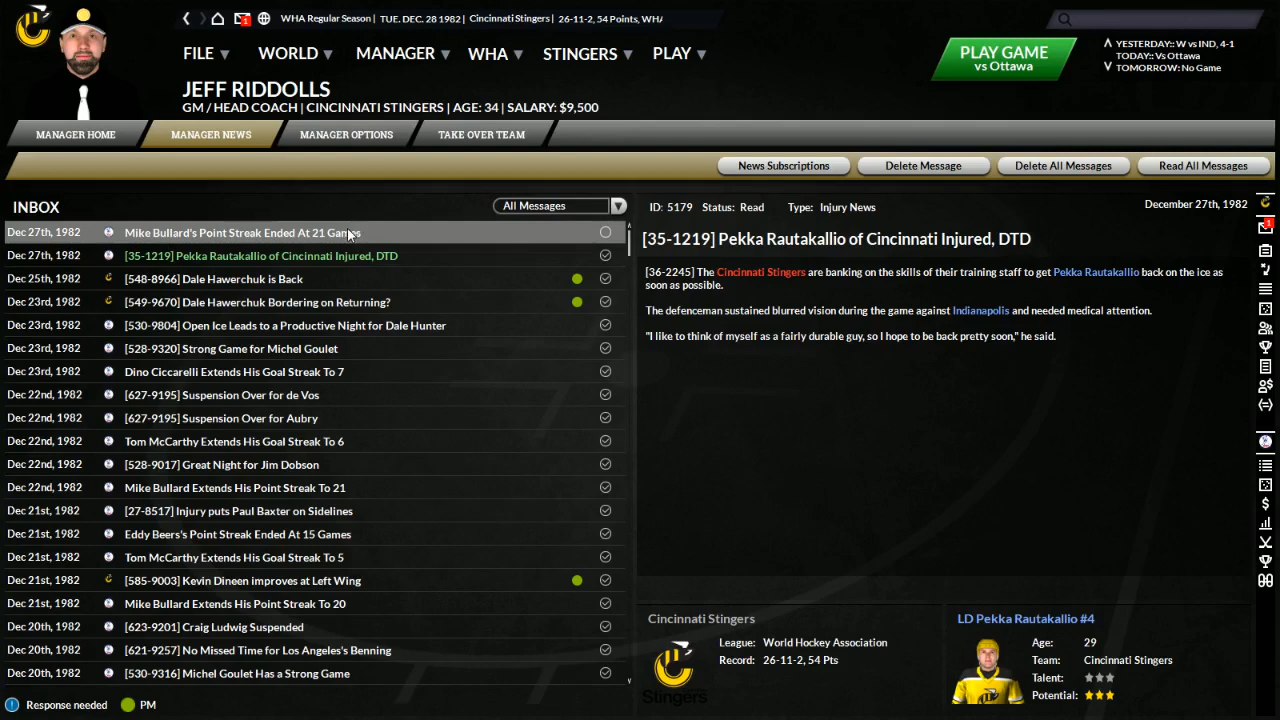 WHA Regular Season | TUE. DEC. 28 1982 | Cincinnati Stingers | 26-11-2, 54 Points, WHA
1
FILE WORLD MANAGER WHA STINGERS PLAY
PLAY GAME
vs Ottawa
YESTERDAY:: W vs IND, 4-1
TODAY:: Vs Ottawa
TOMORROW: No Game
JEFF RIDDOLLS
GM / HEAD COACH | CINCINNATI STINGERS | AGE: 34 | SALARY: $9,500
MANAGER HOME MANAGER NEWS MANAGER OPTIONS TAKE OVER TEAM
News Subscriptions Delete Message Delete All Messages Read All Messages
INBOX All Messages
Dec 27th, 1982 Mike Bullard's Point Streak Ended At 21 Games
Dec 27th, 1982 [35-1219] Pekka Rautakallio of Cincinnati Injured, DTD
Dec 25th, 1982 [548-8966] Dale Hawerchuk is Back
Dec 23rd, 1982 [549-9670] Dale Hawerchuk Bordering on Returning?
Dec 23rd, 1982 [530-9804] Open Ice Leads to a Productive Night for Dale Hunter
Dec 23rd, 1982 [528-9320] Strong Game for Michel Goulet
Dec 23rd, 1982 Dino Ciccarelli Extends His Goal Streak To 7
Dec 22nd, 1982 [627-9195] Suspension Over for de Vos
Dec 22nd, 1982 [627-9195] Suspension Over for Aubry
Dec 22nd, 1982 Tom McCarthy Extends His Goal Streak To 6
Dec 22nd, 1982 [528-9017] Great Night for Jim Dobson
Dec 22nd, 1982 Mike Bullard Extends His Point Streak To 21
Dec 21st, 1982 [27-8517] Injury puts Paul Baxter on Sidelines
Dec 21st, 1982 Eddy Beers's Point Streak Ended At 15 Games
Dec 21st, 1982 Tom McCarthy Extends His Goal Streak To 5
Dec 21st, 1982 [585-9003] Kevin Dineen improves at Left Wing
Dec 21st, 1982 Mike Bullard Extends His Point Streak To 20
Dec 20th, 1982 [623-9201] Craig Ludwig Suspended
Dec 20th, 1982 [621-9257] No Missed Time for Los Angeles's Benning
Dec 20th, 1982 [530-9316] Michel Goulet Has a Strong Game
Response needed PM
ID: 5179 Status: Read Type: Injury News December 27th, 1982
[35-1219] Pekka Rautakallio of Cincinnati Injured, DTD
[36-2245] The Cincinnati Stingers are banking on the skills of their training staff to get Pekka Rautakallio back on the ice as
soon as possible.
The defenceman sustained blurred vision during the game against Indianapolis and needed medical attention.
"I like to think of myself as a fairly durable guy, so I hope to be back pretty soon," he said.
Cincinnati Stingers
League: World Hockey Association
Record: 26-11-2, 54 Pts
Stingers
LD Pekka Rautakallio #4
Age: 29
Team: Cincinnati Stingers
Talent:
Potential:
1